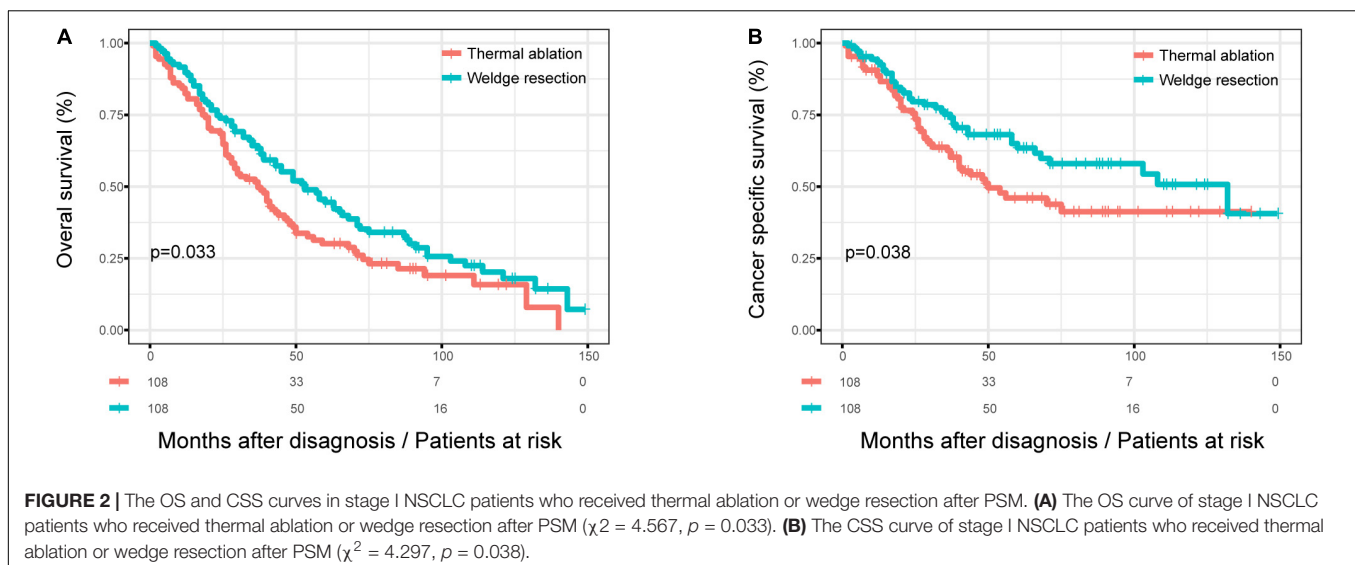 A
B
Thermal ablation
Weldge resection
Thermal ablation
Weldge resection
Overal survival (%)
1.00
0.75
0.50
0.25
0.00
p=0.033
0 50 100 150
108 33 7 0
108 50 16 0
Months after disagnosis / Patients at risk
Cancer specific survival (%)
1.00
0.75
0.50
0.25
0.00
p=0.038
0 50 100 150
108 33 7 0
108 50 16 0
Months after disagnosis / Patients at risk
FIGURE 2 | The OS and CSS curves in stage I NSCLC patients who received thermal ablation or wedge resection after PSM. (A) The OS curve of stage I NSCLC
patients who received thermal ablation or wedge resection after PSM (χ2 = 4.567, p = 0.033). (B) The CSS curve of stage I NSCLC patients who received thermal
ablation or wedge resection after PSM (χ² = 4.297, p = 0.038).